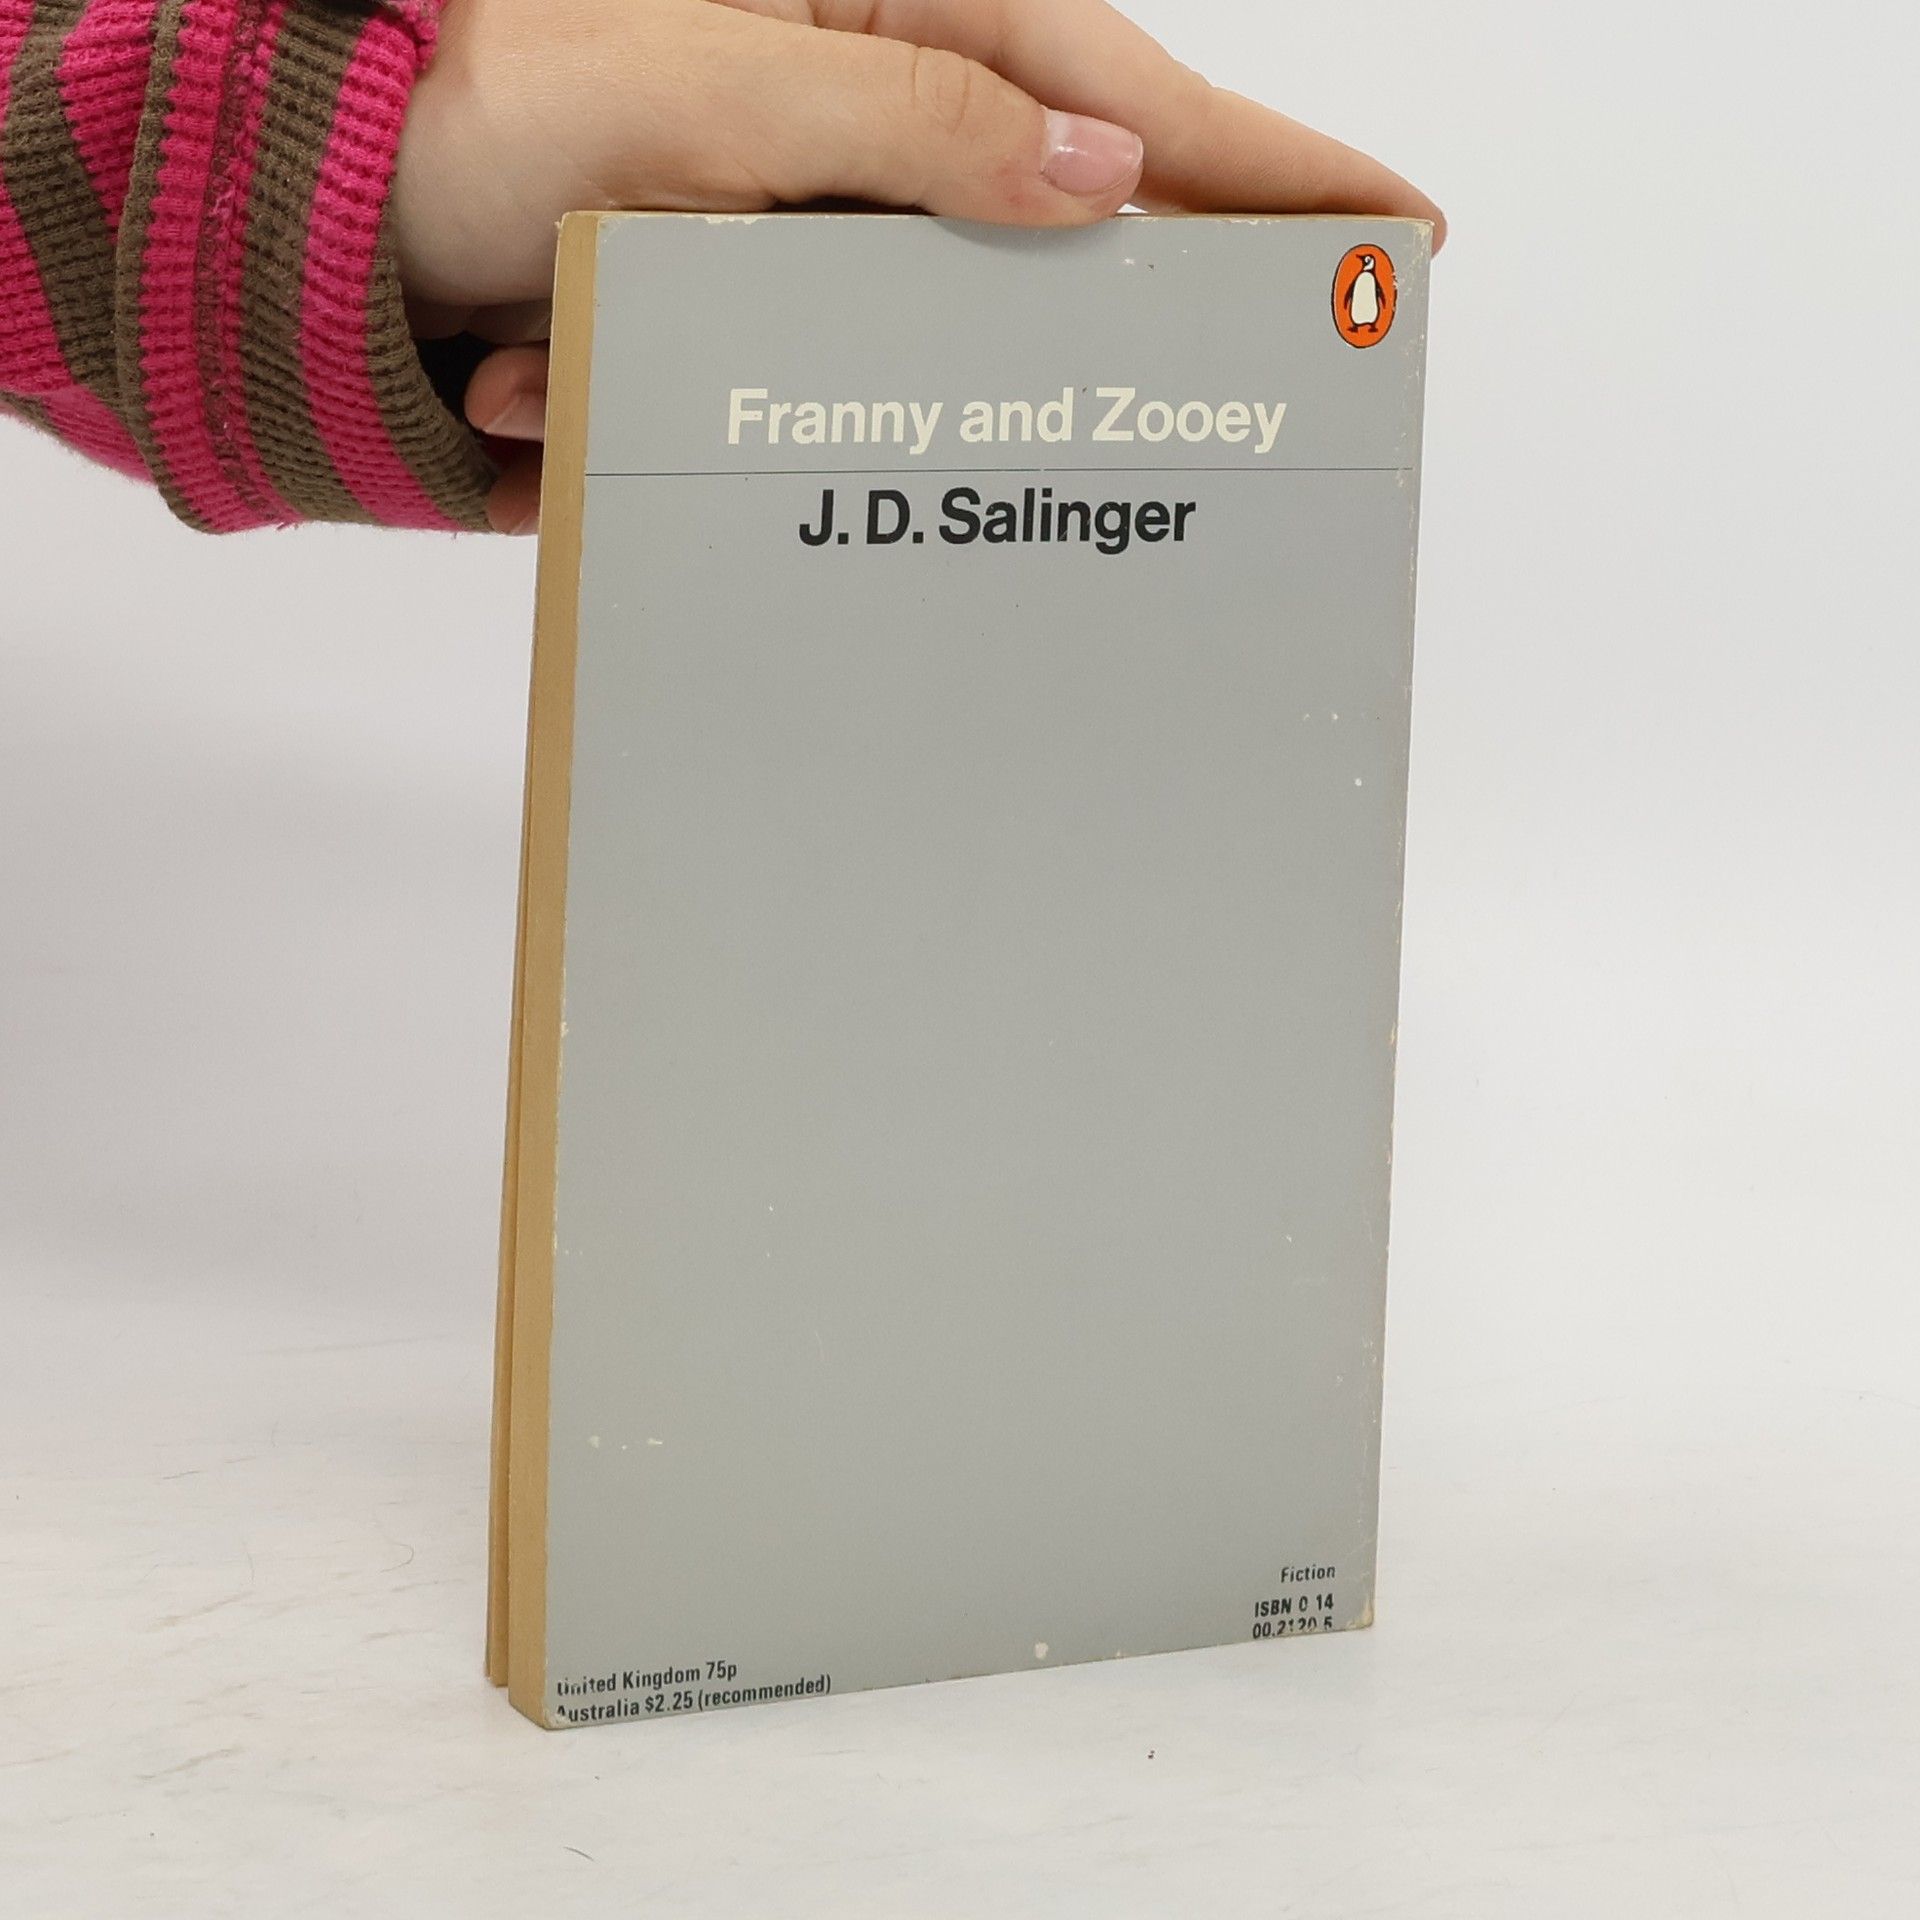 Franny and Zooey
J. D. Salinger
Fiction
ISBN 0 14
00.2120 5
United Kingdom 75p
Australia $2.25 (recommended)